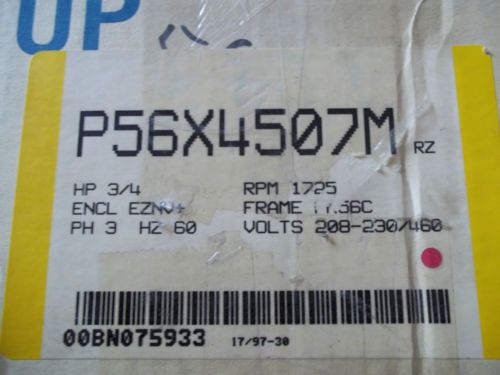 UP
P56X4507M RZ
HP 3/4 RPM 1725
ENCL FRAME
PH 3 HZ 60 VOLTS 208-230/460
00BN075933 17/97-30